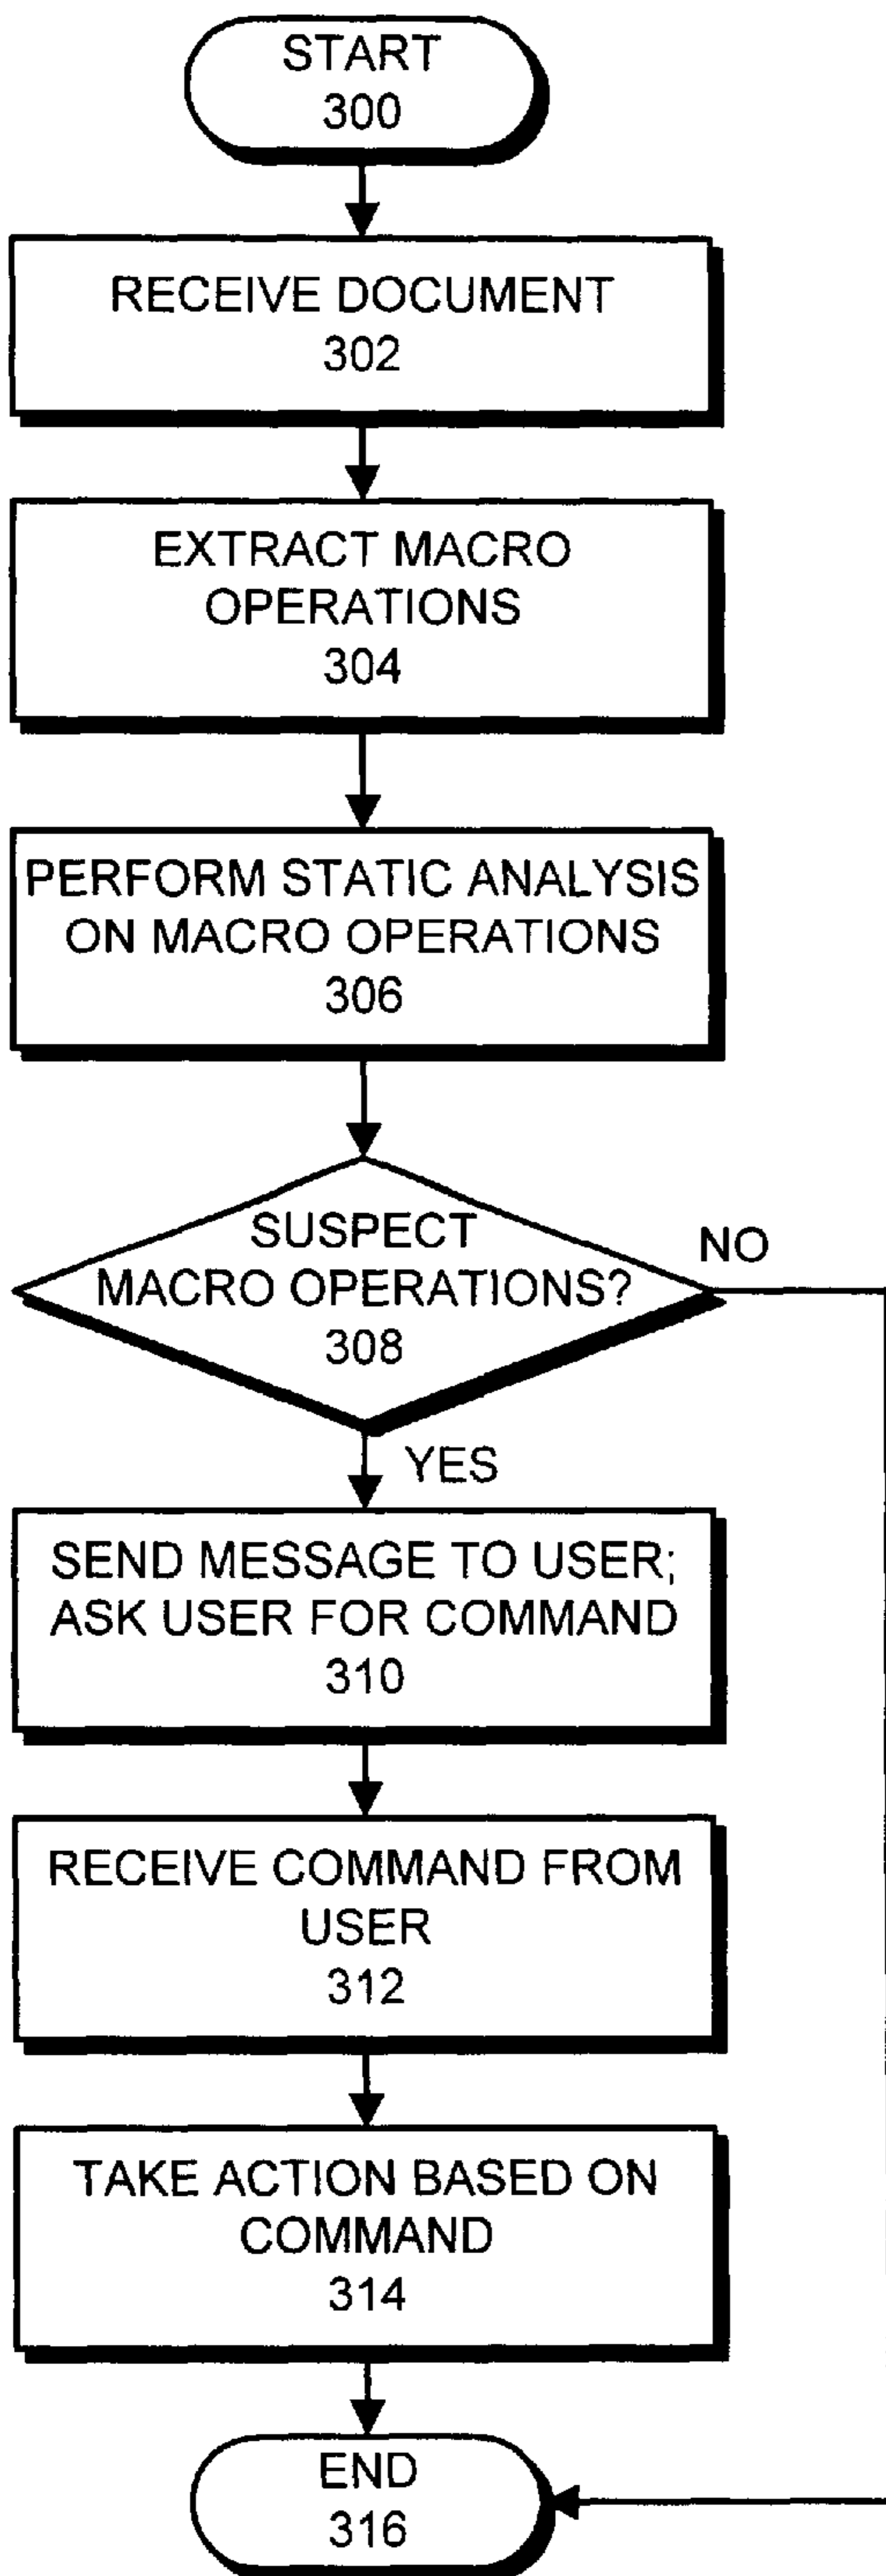 START
300
RECEIVE DOCUMENT
302
EXTRACT MACRO
OPERATIONS
304
PERFORM STATIC ANALYSIS
ON MACRO OPERATIONS
306
SUSPECT
MACRO OPERATIONS?
308
NO
YES
SEND MESSAGE TO USER;
ASK USER FOR COMMAND
310
RECEIVE COMMAND FROM
USER
312
TAKE ACTION BASED ON
COMMAND
314
END
316